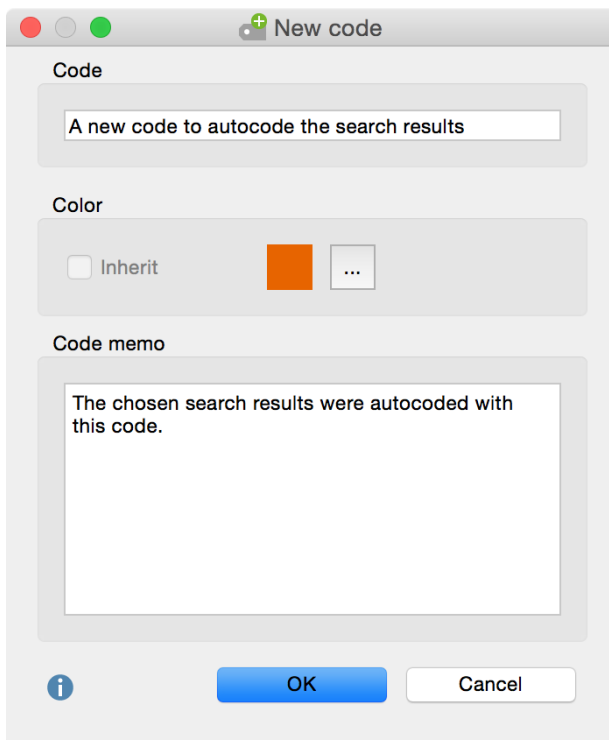 New code
Code
A new code to autocode the search results
Color
Inherit
...
Code memo
The chosen search results were autocoded with
this code.
OK
Cancel